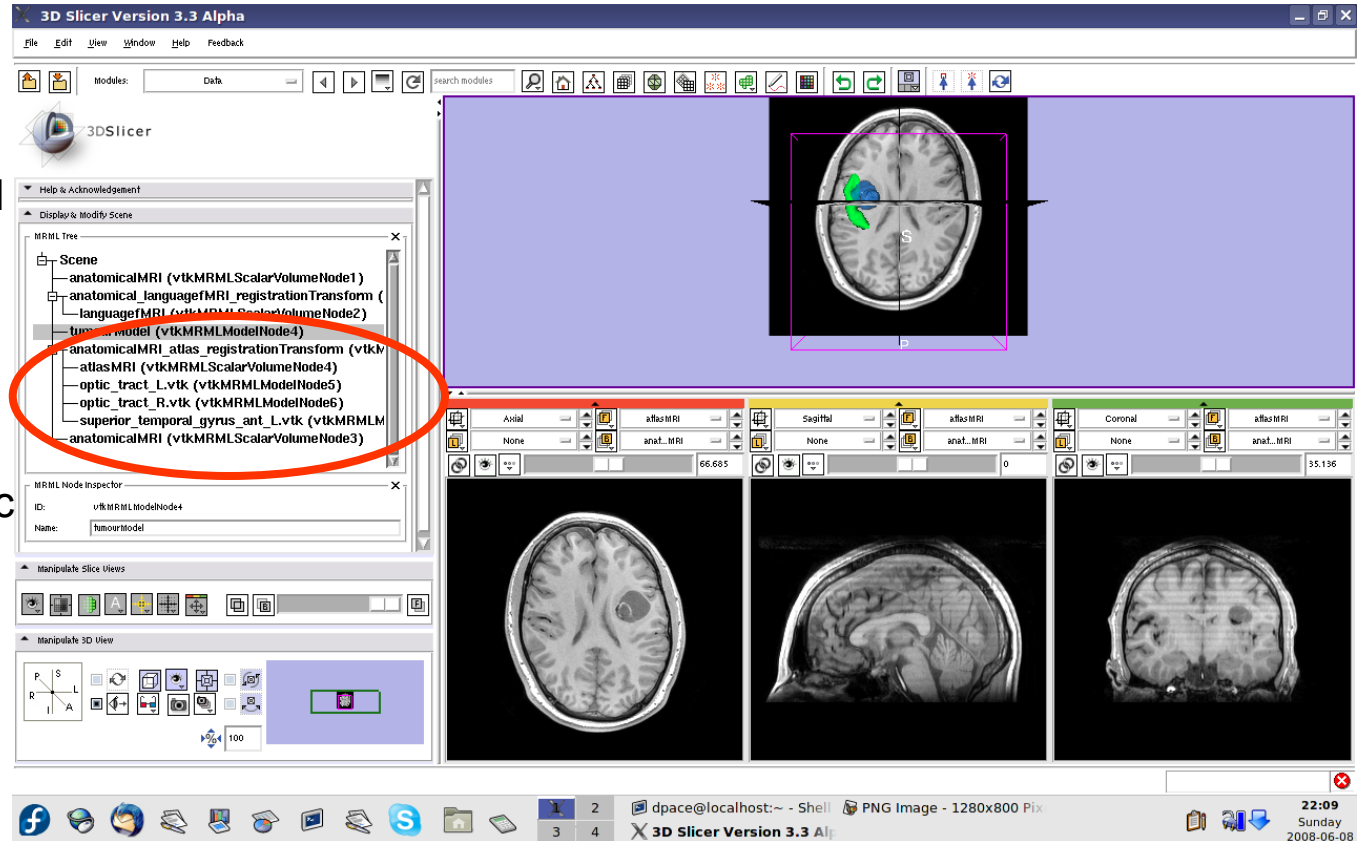 3D Slicer Version 3.3 Alpha
File Edit View Window Help Feedback
Modules: Data search modules
3DSlicer
Help & Acknowledgement
Display & Modify Scene
MRML Tree
Scene
anatomicalMRI (vtkMRMLScalarVolumeNode1)
anatomical_languagefMRI_registrationTransform (
languagefMRI (vtkMRMLScalarVolumeNode2)
tumourModel (vtkMRMLModelNode4)
anatomicalMRI_atlas_registrationTransform (vtkM
atlasMRI (vtkMRMLScalarVolumeNode4)
optic_tract_L.vtk (vtkMRMLModelNode5)
optic_tract_R.vtk (vtkMRMLModelNode6)
superior_temporal_gyrus_ant_L.vtk (vtkMRMLM
anatomicalMRI (vtkMRMLScalarVolumeNode3)
MRML Node Inspector
ID: vtkMRMLModelNode4
Name: tumourModel
Manipulate Slice Views
Manipulate 3D View
P S
R L
I A
100
S
P
Axial atlasMRI Sagittal atlasMRI Coronal atlasMRI
None anat...MRI None anat...MRI None anat...MRI
66.685 0 35.136
1 2 dpace@localhost:~ - Shell PNG Image - 1280x800 Pix
3 4 3D Slicer Version 3.3 Alp
22:09
Sunday
2008-06-08